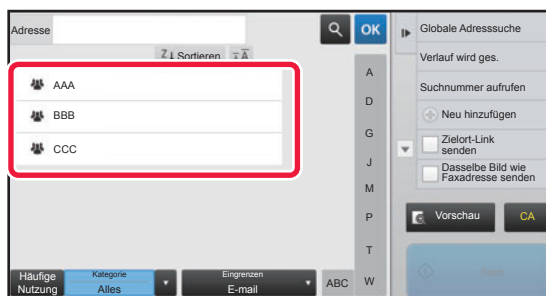 Adresse
OK
Z↓ Sortieren
AAA
BBB
CCC
A
D
G
J
M
P
T
W
ABC
Häufige
Nutzung
Kategorie
Alles
Eingrenzen
E-mail
Globale Adresssuche
Verlauf wird ges.
Suchnummer aufrufen
Neu hinzufügen
Zielort-Link
senden
Dasselbe Bild wie
Faxadresse senden
Vorschau
CA
Start